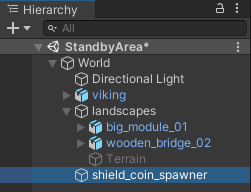 Hierarchy
+ All
StandbyArea*
World
Directional Light
viking
landscapes
big_module_01
wooden_bridge_02
Terrain
shield_coin_spawner